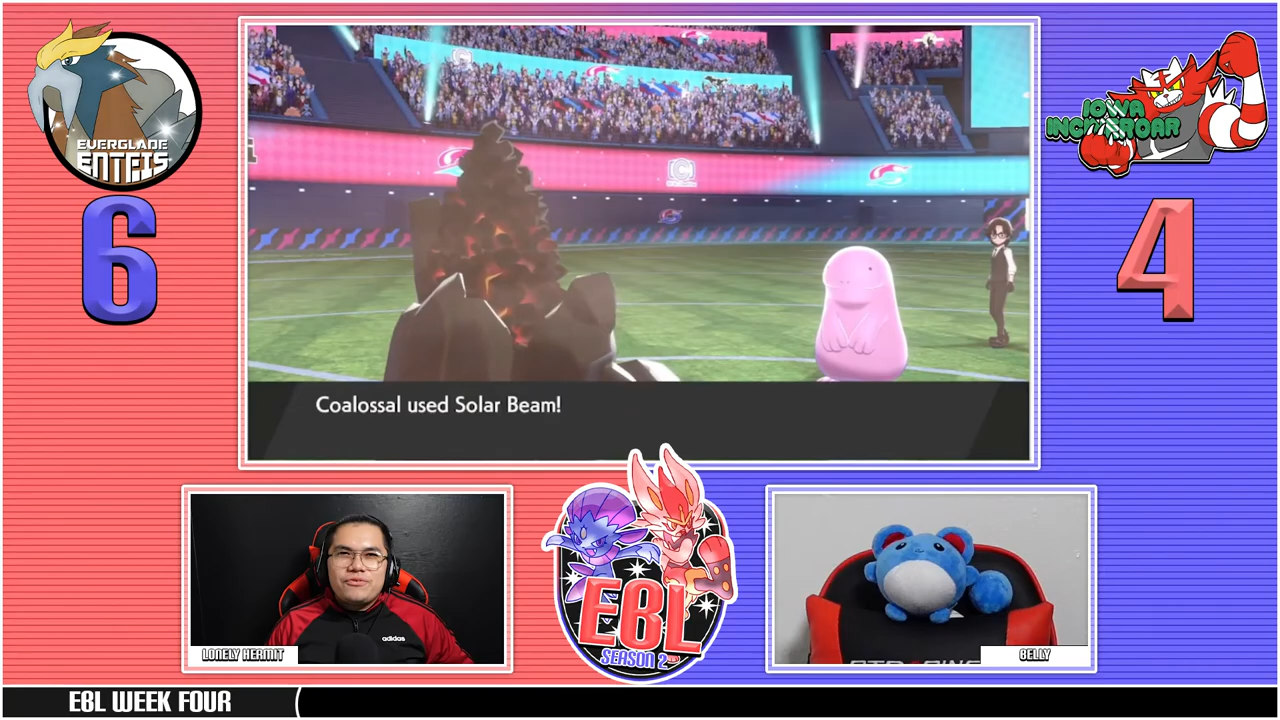 EVERGLADE
ENTEIS
6
IOWA
INCINEROAR
4
Coalossal used Solar Beam!
adidas
LONELY HERMIT
EBL
SEASON 2
BELLY
EBL WEEK FOUR